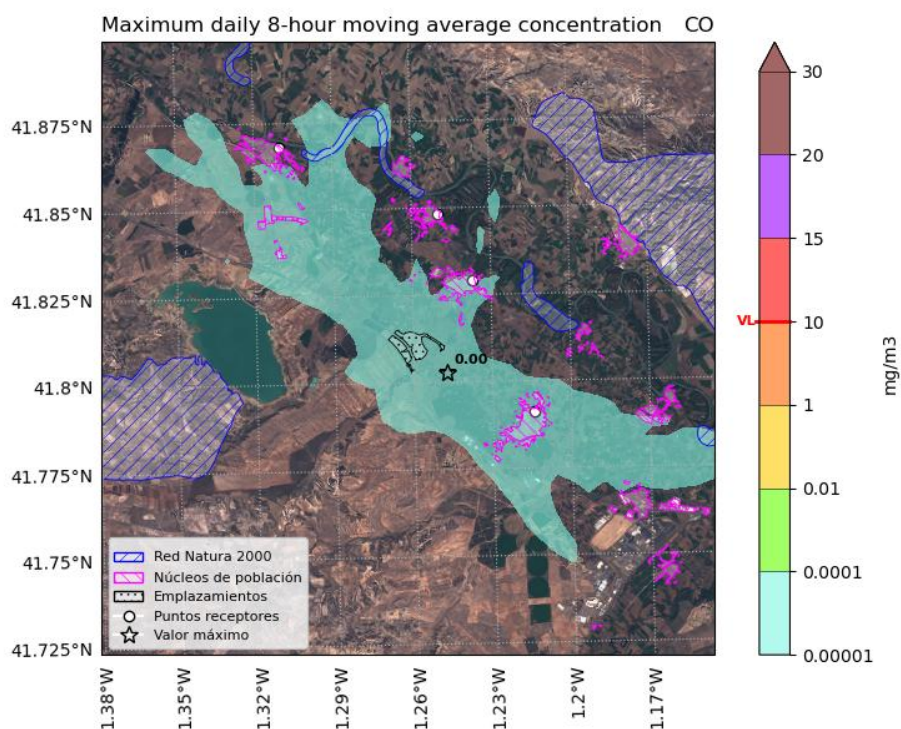 Maximum daily 8-hour moving average concentration CO
41.875°N
41.85°N
41.825°N
41.8°N
41.775°N
41.75°N
41.725°N
1.38°W
1.35°W
1.32°W
1.29°W
1.26°W
1.23°W
1.2°W
1.17°W
0.00
Red Natura 2000
Núcleos de población
Emplazamientos
Puntos receptores
Valor máximo
30
20
15
VL
10
1
0.01
0.0001
0.00001
mg/m3